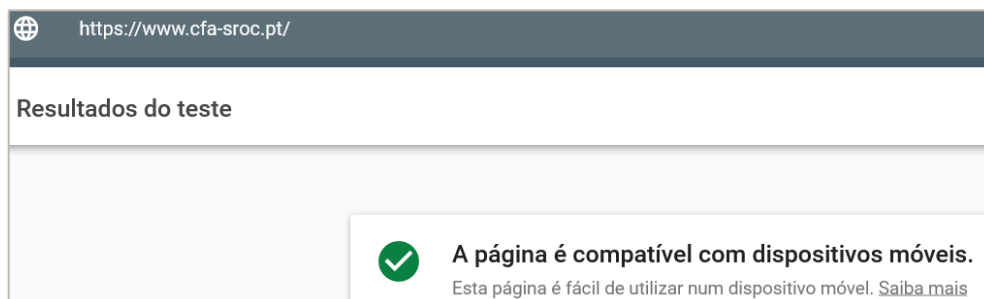 https://www.cfa-sroc.pt/
Resultados do teste
A página é compatível com dispositivos móveis.
Esta página é fácil de utilizar num dispositivo móvel. Saiba mais